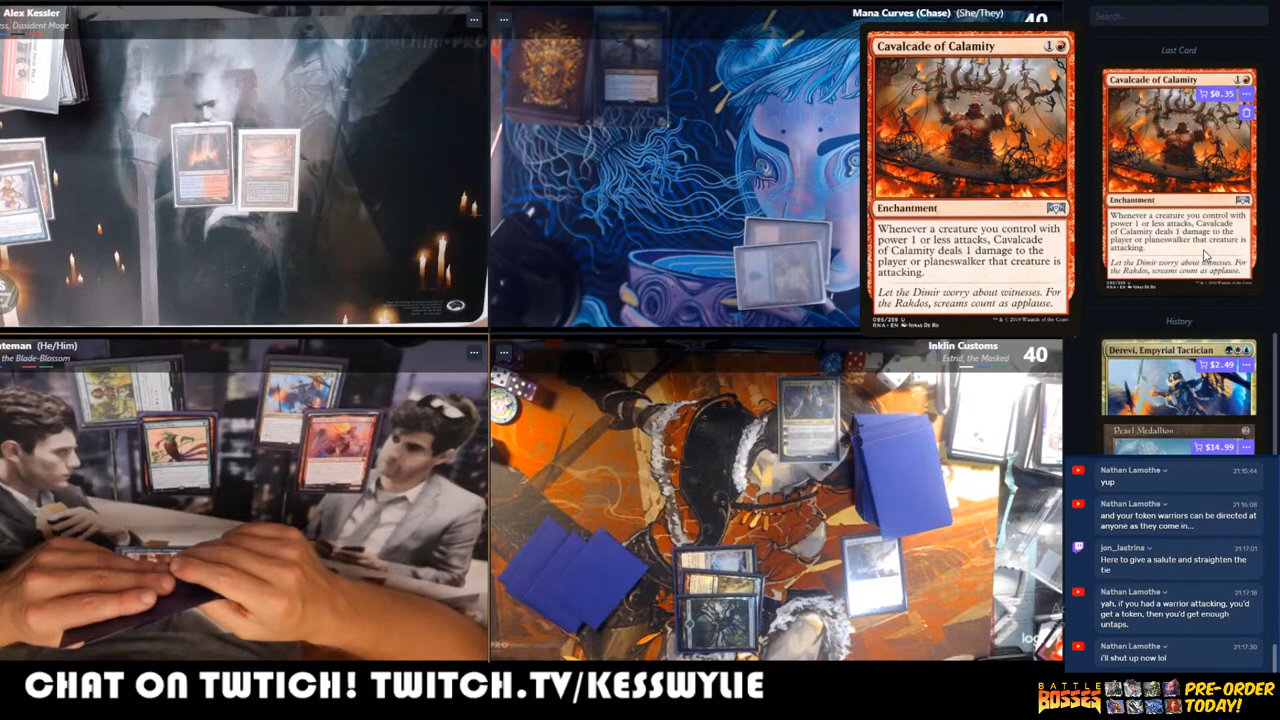 Alex Kessler
ess, Dissident Mage
Mana Curves (Chase) (She/They)
40
Cavalcade of Calamity
Enchantment
Whenever a creature you control with
power 1 or less attacks, Cavalcade
of Calamity deals 1 damage to the
player or planeswalker that creature is
attacking.
Let the Dimir worry about witnesses. For
the Rakdos, screams count as applause.
095/259 U
RNA • EN
Search...
Last Card
Cavalcade of Calamity
$0.35
Enchantment
Whenever a creature you control with
power 1 or less attacks, Cavalcade
of Calamity deals 1 damage to the
player or planeswalker that creature is
attacking.
Let the Dimir worry about witnesses. For
the Rakdos, screams count as applause.
History
Derevi, Empyrial Tactician
$2.49
Pearl Medallion
$14.99
ateman (He/Him)
the Blade-Blossom
Inklin Customs
Estrid, the Masked
40
Nathan Lamothe 21:15:44
yup
Nathan Lamothe 21:16:08
and your token warriors can be directed at
anyone as they come in...
jon_lastrina 21:17:01
Here to give a salute and straighten the
tie
Nathan Lamothe 21:17:18
yah, if you had a warrior attacking, you'd
get a token, then you'd get enough
untaps.
Nathan Lamothe 21:17:30
i'll shut up now lol
CHAT ON TWTICH! TWITCH.TV/KESSWYLIE
BATTLE
BOSSES
PRE-ORDER
TODAY!